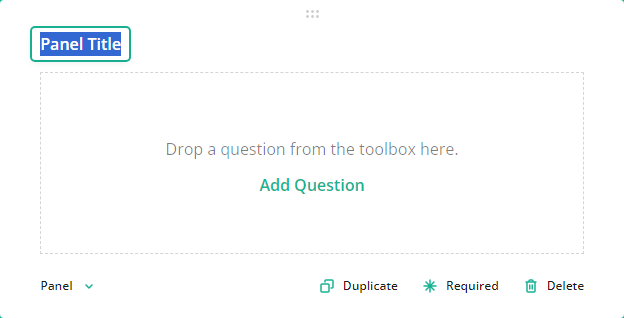 Panel Title
Drop a question from the toolbox here.
Add Question
Panel Duplicate Required Delete